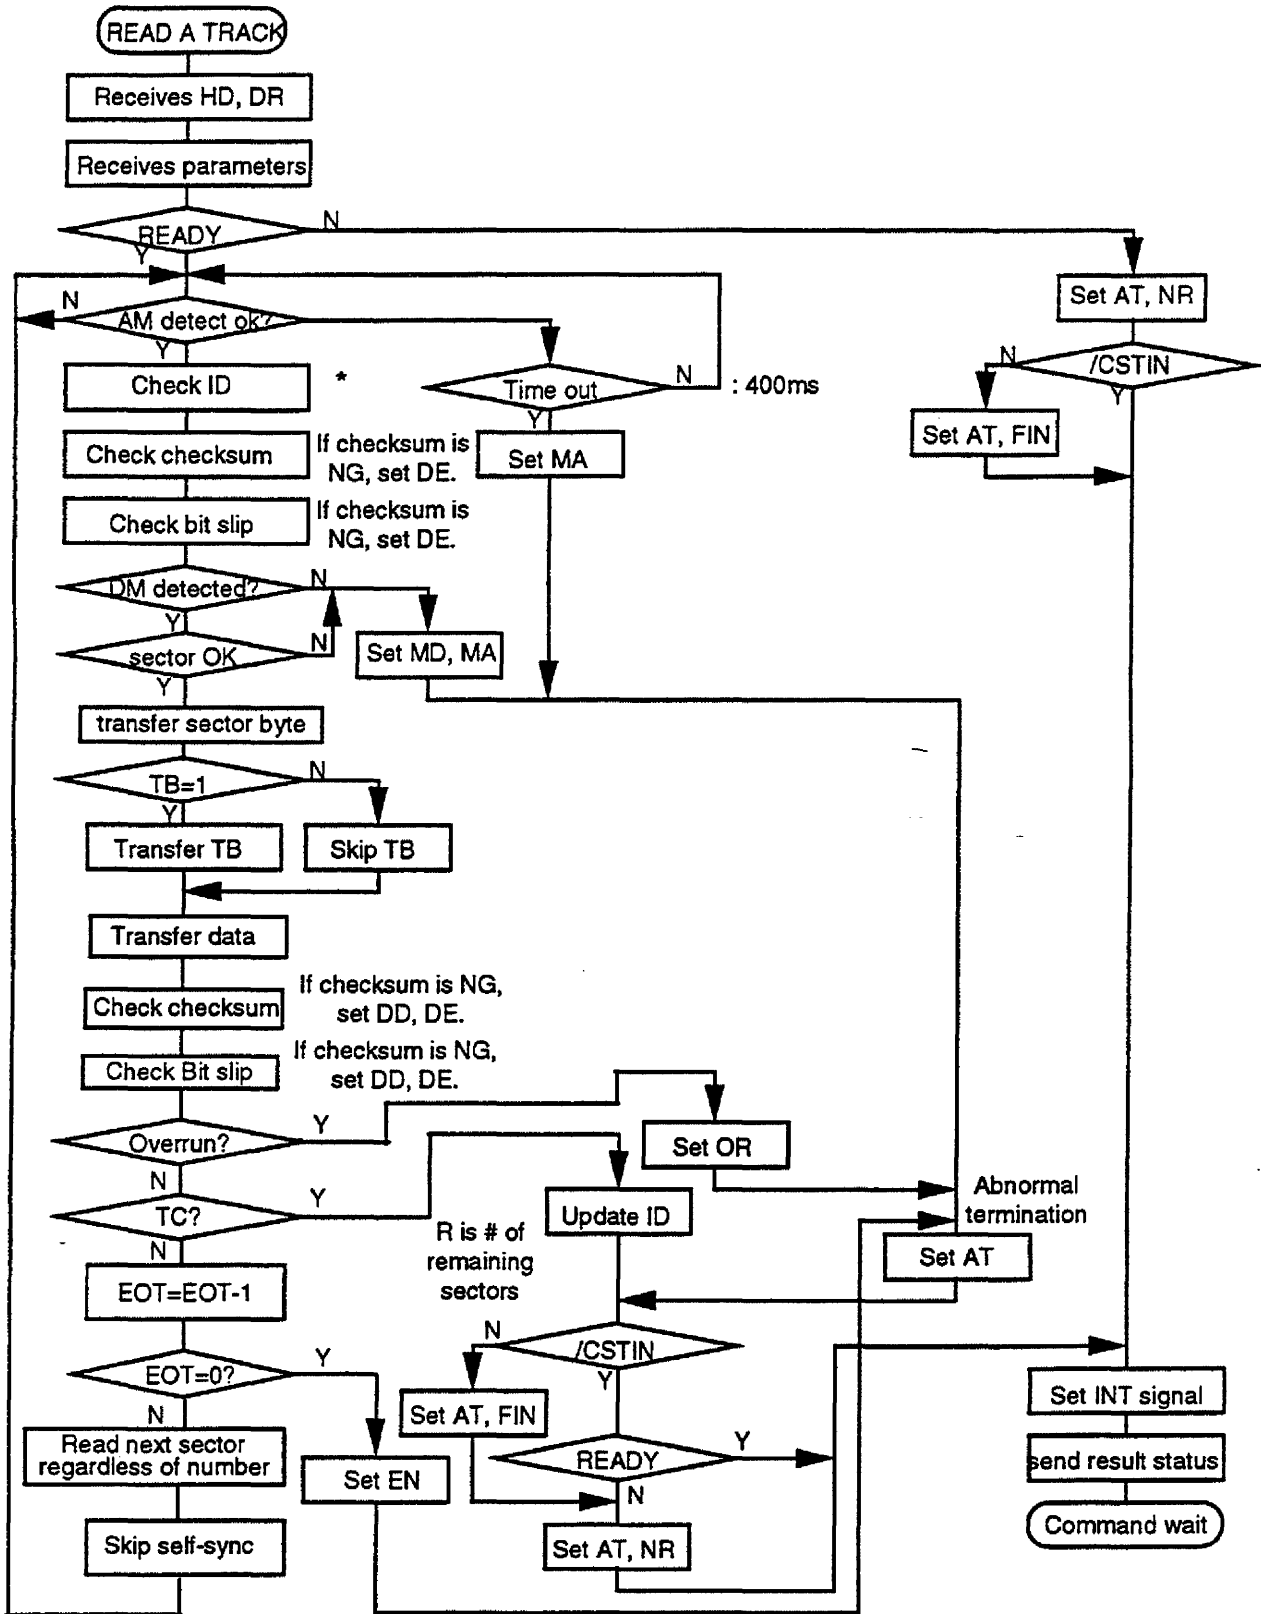 READ A TRACK
Receives HD, DR
Receives parameters
READY
N
Y
Set AT, NR
N
AM detect ok?
Y
/CSTIN
N
Y
Check ID
*
Time out
N
: 400ms
Y
Set AT, FIN
Check checksum
If checksum is
NG, set DE.
Set MA
Check bit slip
If checksum is
NG, set DE.
DM detected?
N
Y
sector OK
N
Y
Set MD, MA
transfer sector byte
TB=1
N
Y
Transfer TB
Skip TB
Transfer data
Check checksum
If checksum is NG,
set DD, DE.
Check Bit slip
If checksum is NG,
set DD, DE.
Overrun?
Y
N
Set OR
TC?
Y
N
Update ID
Abnormal
termination
R is # of
remaining
sectors
Set AT
EOT=EOT-1
/CSTIN
N
Y
EOT=0?
Y
N
Set AT, FIN
Set INT signal
Read next sector
regardless of number
READY
Y
N
send result status
Set EN
Command wait
Skip self-sync
Set AT, NR